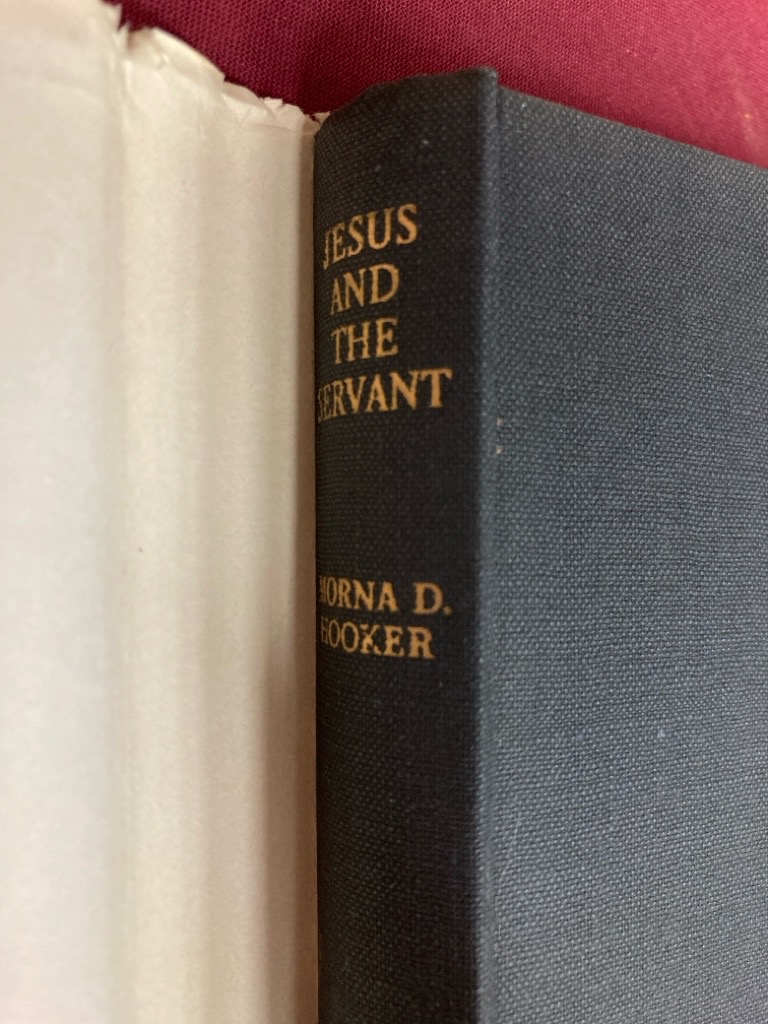 JESUS
AND
THE
SERVANT
MORNA D.
HOOKER